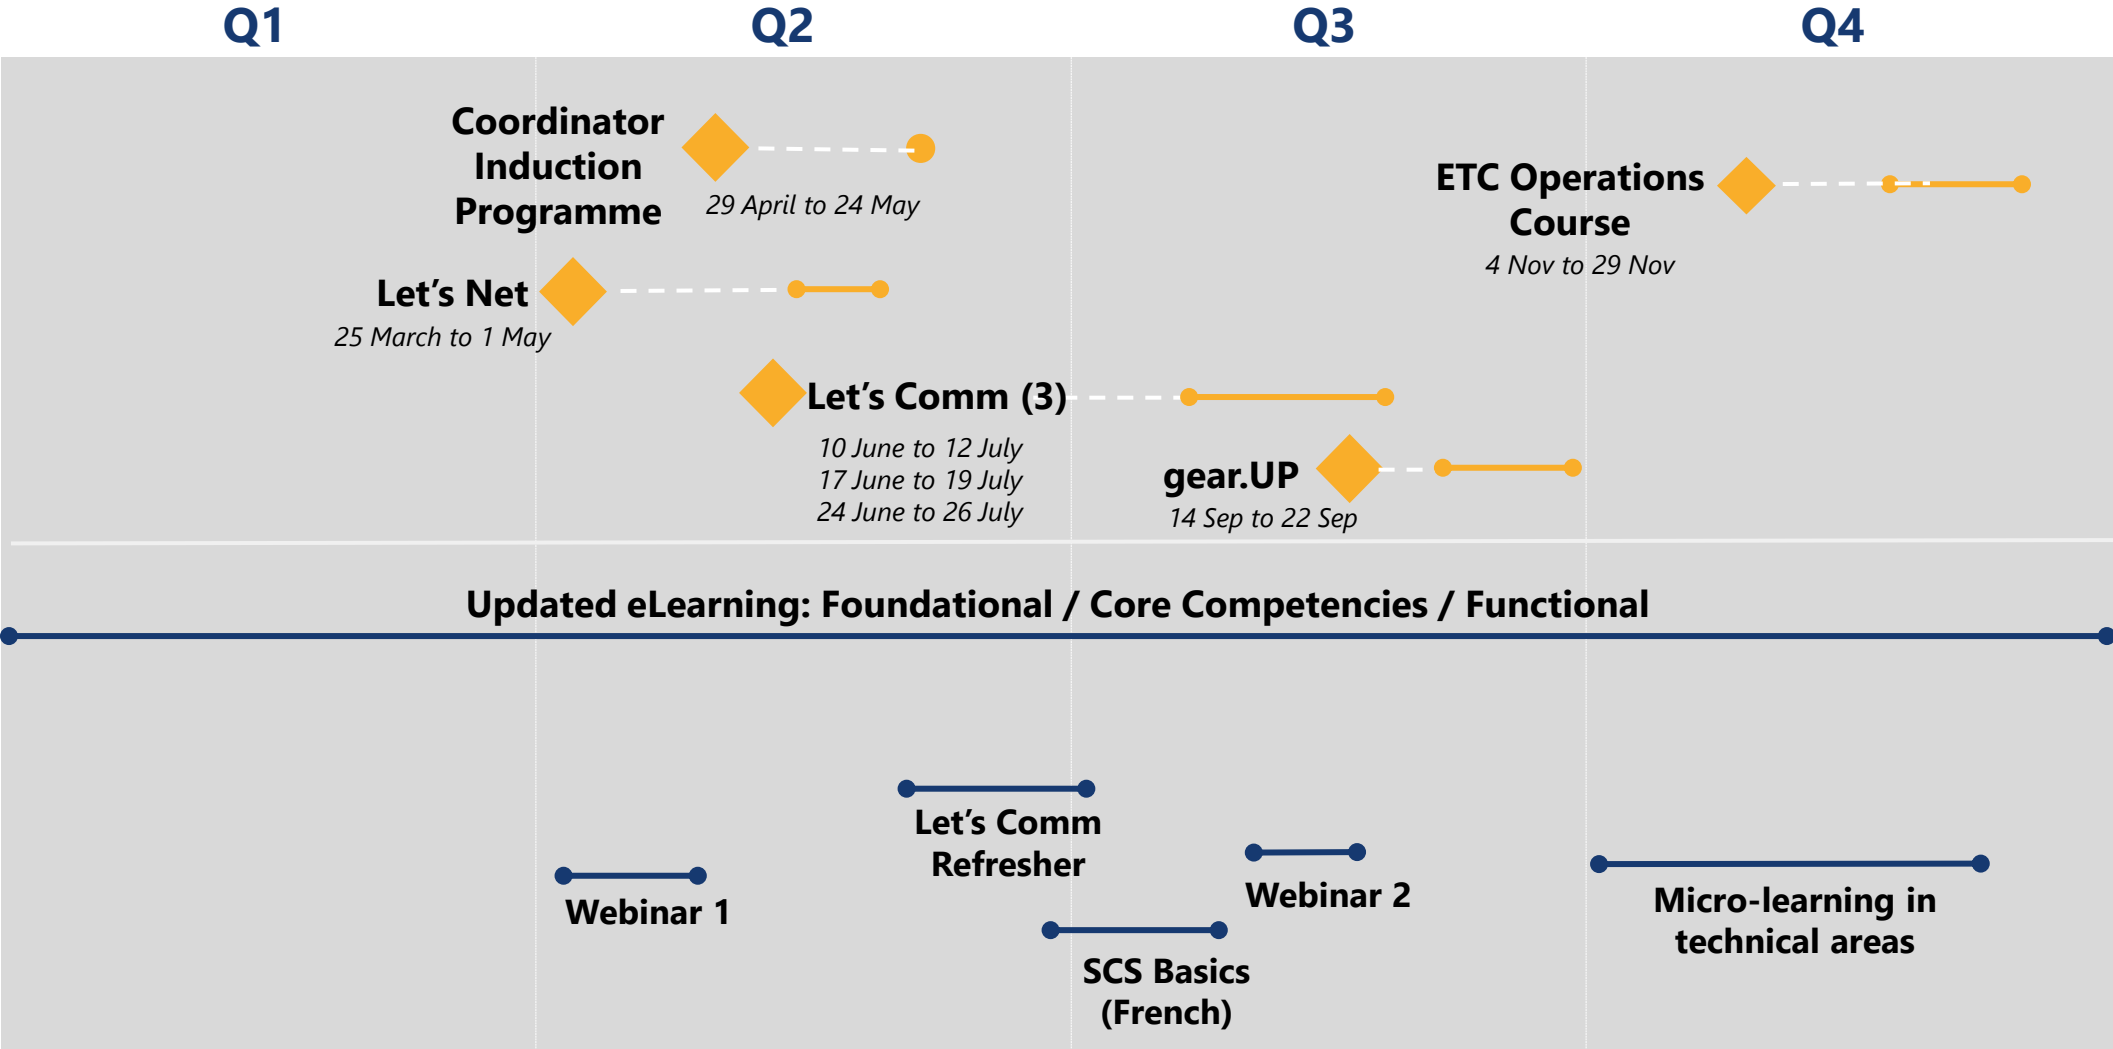 Q1 Q2 Q3 Q4
Coordinator
Induction
Programme
29 April to 24 May
ETC Operations
Course
4 Nov to 29 Nov
Let’s Net
25 March to 1 May
Let’s Comm (3)
10 June to 12 July
17 June to 19 July
24 June to 26 July
gear.UP
14 Sep to 22 Sep
Updated eLearning: Foundational / Core Competencies / Functional
Let’s Comm
Refresher
Webinar 1
Webinar 2
SCS Basics
(French)
Micro-learning in
technical areas